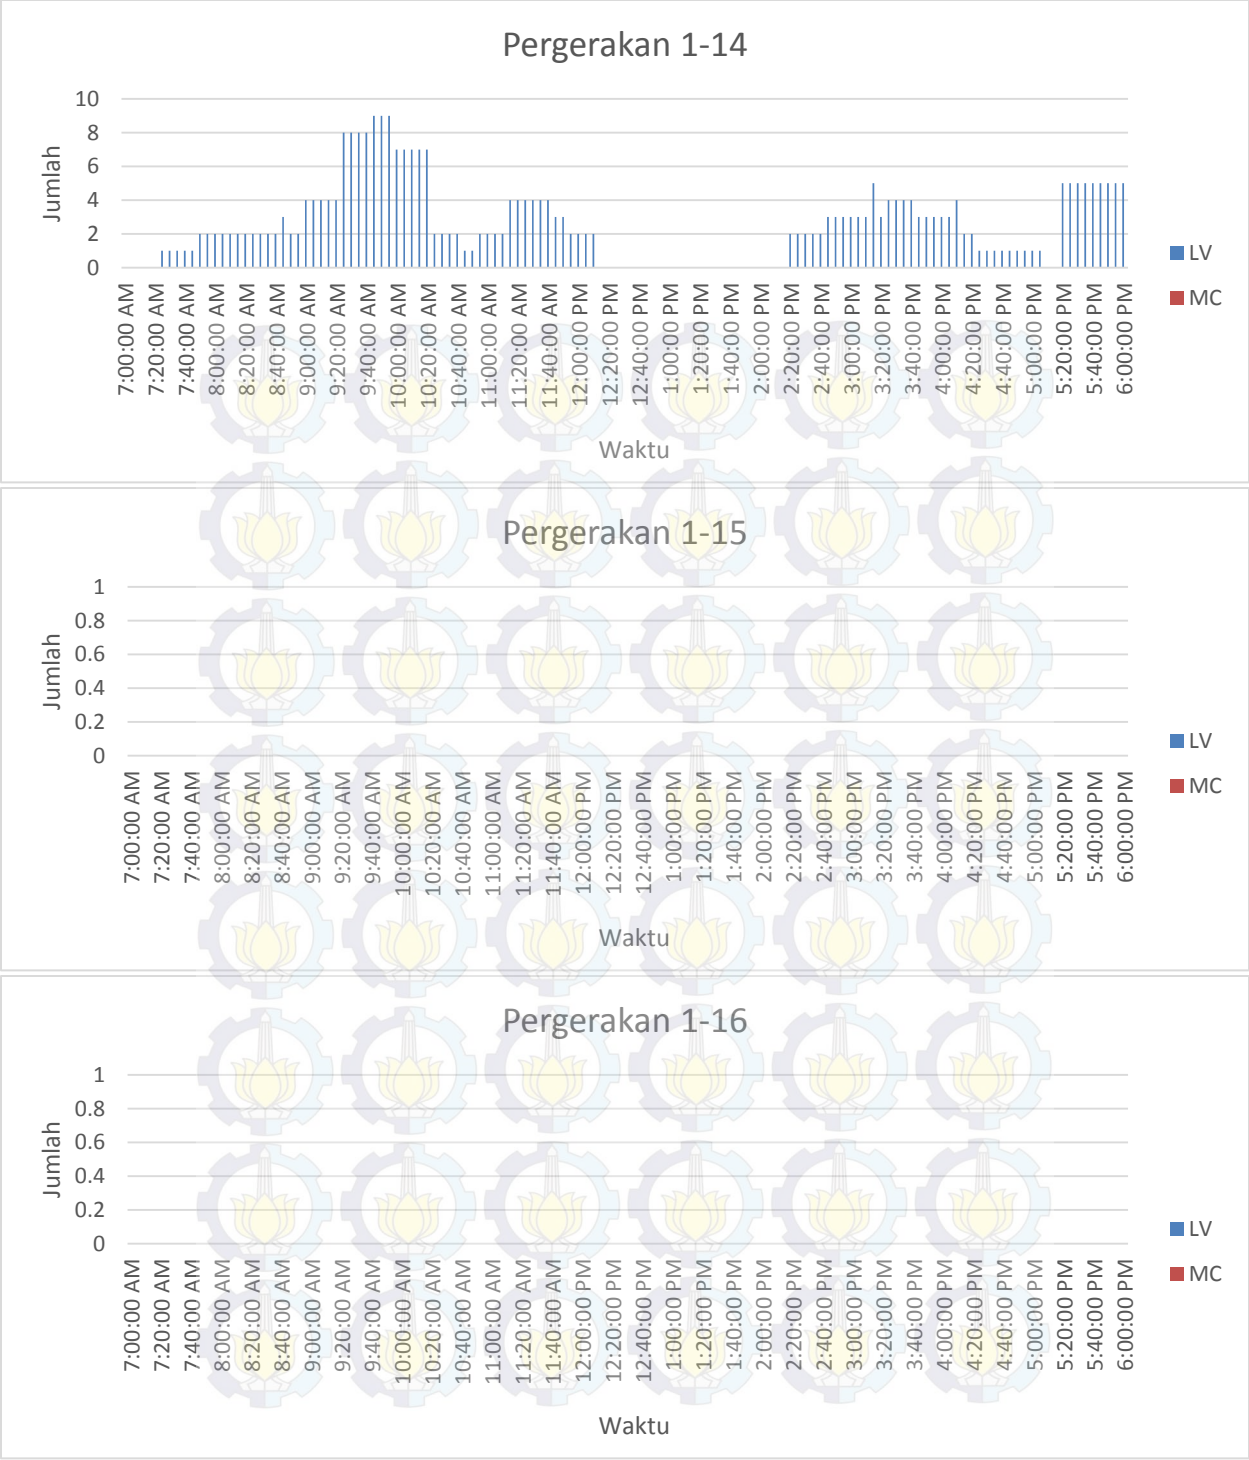 Pergerakan 1-14
Jumlah
10
8
6
4
2
0
7:00:00 AM
7:20:00 AM
7:40:00 AM
8:00:00 AM
8:20:00 AM
8:40:00 AM
9:00:00 AM
9:20:00 AM
9:40:00 AM
10:00:00 AM
10:20:00 AM
10:40:00 AM
11:00:00 AM
11:20:00 AM
11:40:00 AM
12:00:00 PM
12:20:00 PM
12:40:00 PM
1:00:00 PM
1:20:00 PM
1:40:00 PM
2:00:00 PM
2:20:00 PM
2:40:00 PM
3:00:00 PM
3:20:00 PM
3:40:00 PM
4:00:00 PM
4:20:00 PM
4:40:00 PM
5:00:00 PM
5:20:00 PM
5:40:00 PM
6:00:00 PM
Waktu
LV
MC
Pergerakan 1-15
Jumlah
1
0.8
0.6
0.4
0.2
0
7:00:00 AM
7:20:00 AM
7:40:00 AM
8:00:00 AM
8:20:00 AM
8:40:00 AM
9:00:00 AM
9:20:00 AM
9:40:00 AM
10:00:00 AM
10:20:00 AM
10:40:00 AM
11:00:00 AM
11:20:00 AM
11:40:00 AM
12:00:00 PM
12:20:00 PM
12:40:00 PM
1:00:00 PM
1:20:00 PM
1:40:00 PM
2:00:00 PM
2:20:00 PM
2:40:00 PM
3:00:00 PM
3:20:00 PM
3:40:00 PM
4:00:00 PM
4:20:00 PM
4:40:00 PM
5:00:00 PM
5:20:00 PM
5:40:00 PM
6:00:00 PM
Waktu
LV
MC
Pergerakan 1-16
Jumlah
1
0.8
0.6
0.4
0.2
0
7:00:00 AM
7:20:00 AM
7:40:00 AM
8:00:00 AM
8:20:00 AM
8:40:00 AM
9:00:00 AM
9:20:00 AM
9:40:00 AM
10:00:00 AM
10:20:00 AM
10:40:00 AM
11:00:00 AM
11:20:00 AM
11:40:00 AM
12:00:00 PM
12:20:00 PM
12:40:00 PM
1:00:00 PM
1:20:00 PM
1:40:00 PM
2:00:00 PM
2:20:00 PM
2:40:00 PM
3:00:00 PM
3:20:00 PM
3:40:00 PM
4:00:00 PM
4:20:00 PM
4:40:00 PM
5:00:00 PM
5:20:00 PM
5:40:00 PM
6:00:00 PM
Waktu
LV
MC